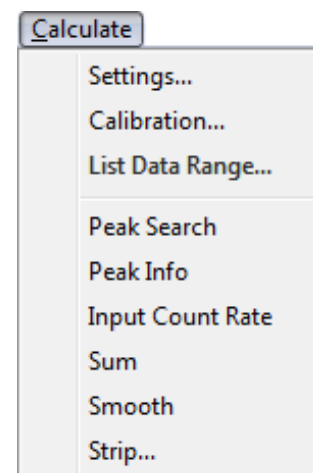 Calculate
Settings...
Calibration...
List Data Range...
Peak Search
Peak Info
Input Count Rate
Sum
Smooth
Strip...